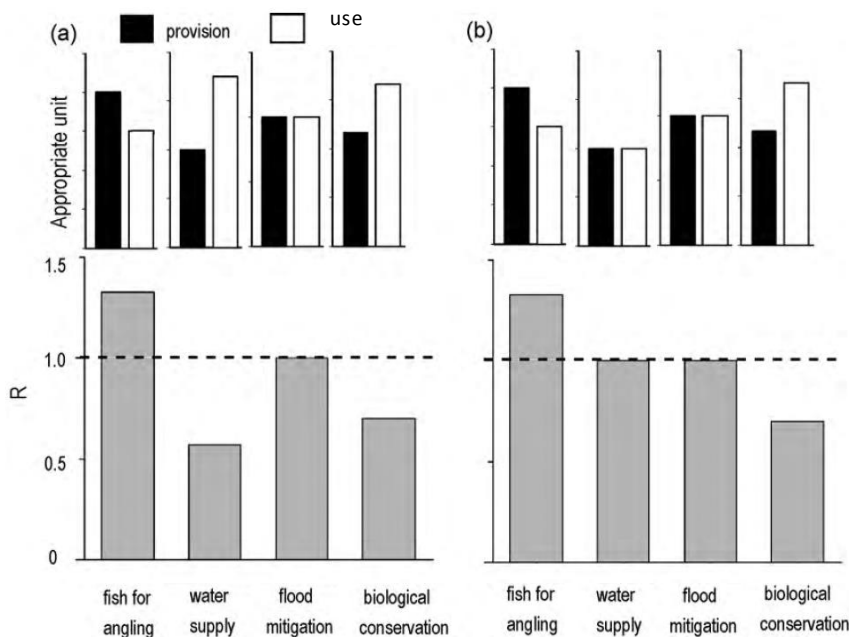 (a) provision use (b)
Appropriate unit
1.5
1.0
R
0.5
0
fish for water flood biological fish for water flood biological
angling supply mitigation conservation angling supply mitigation conservation